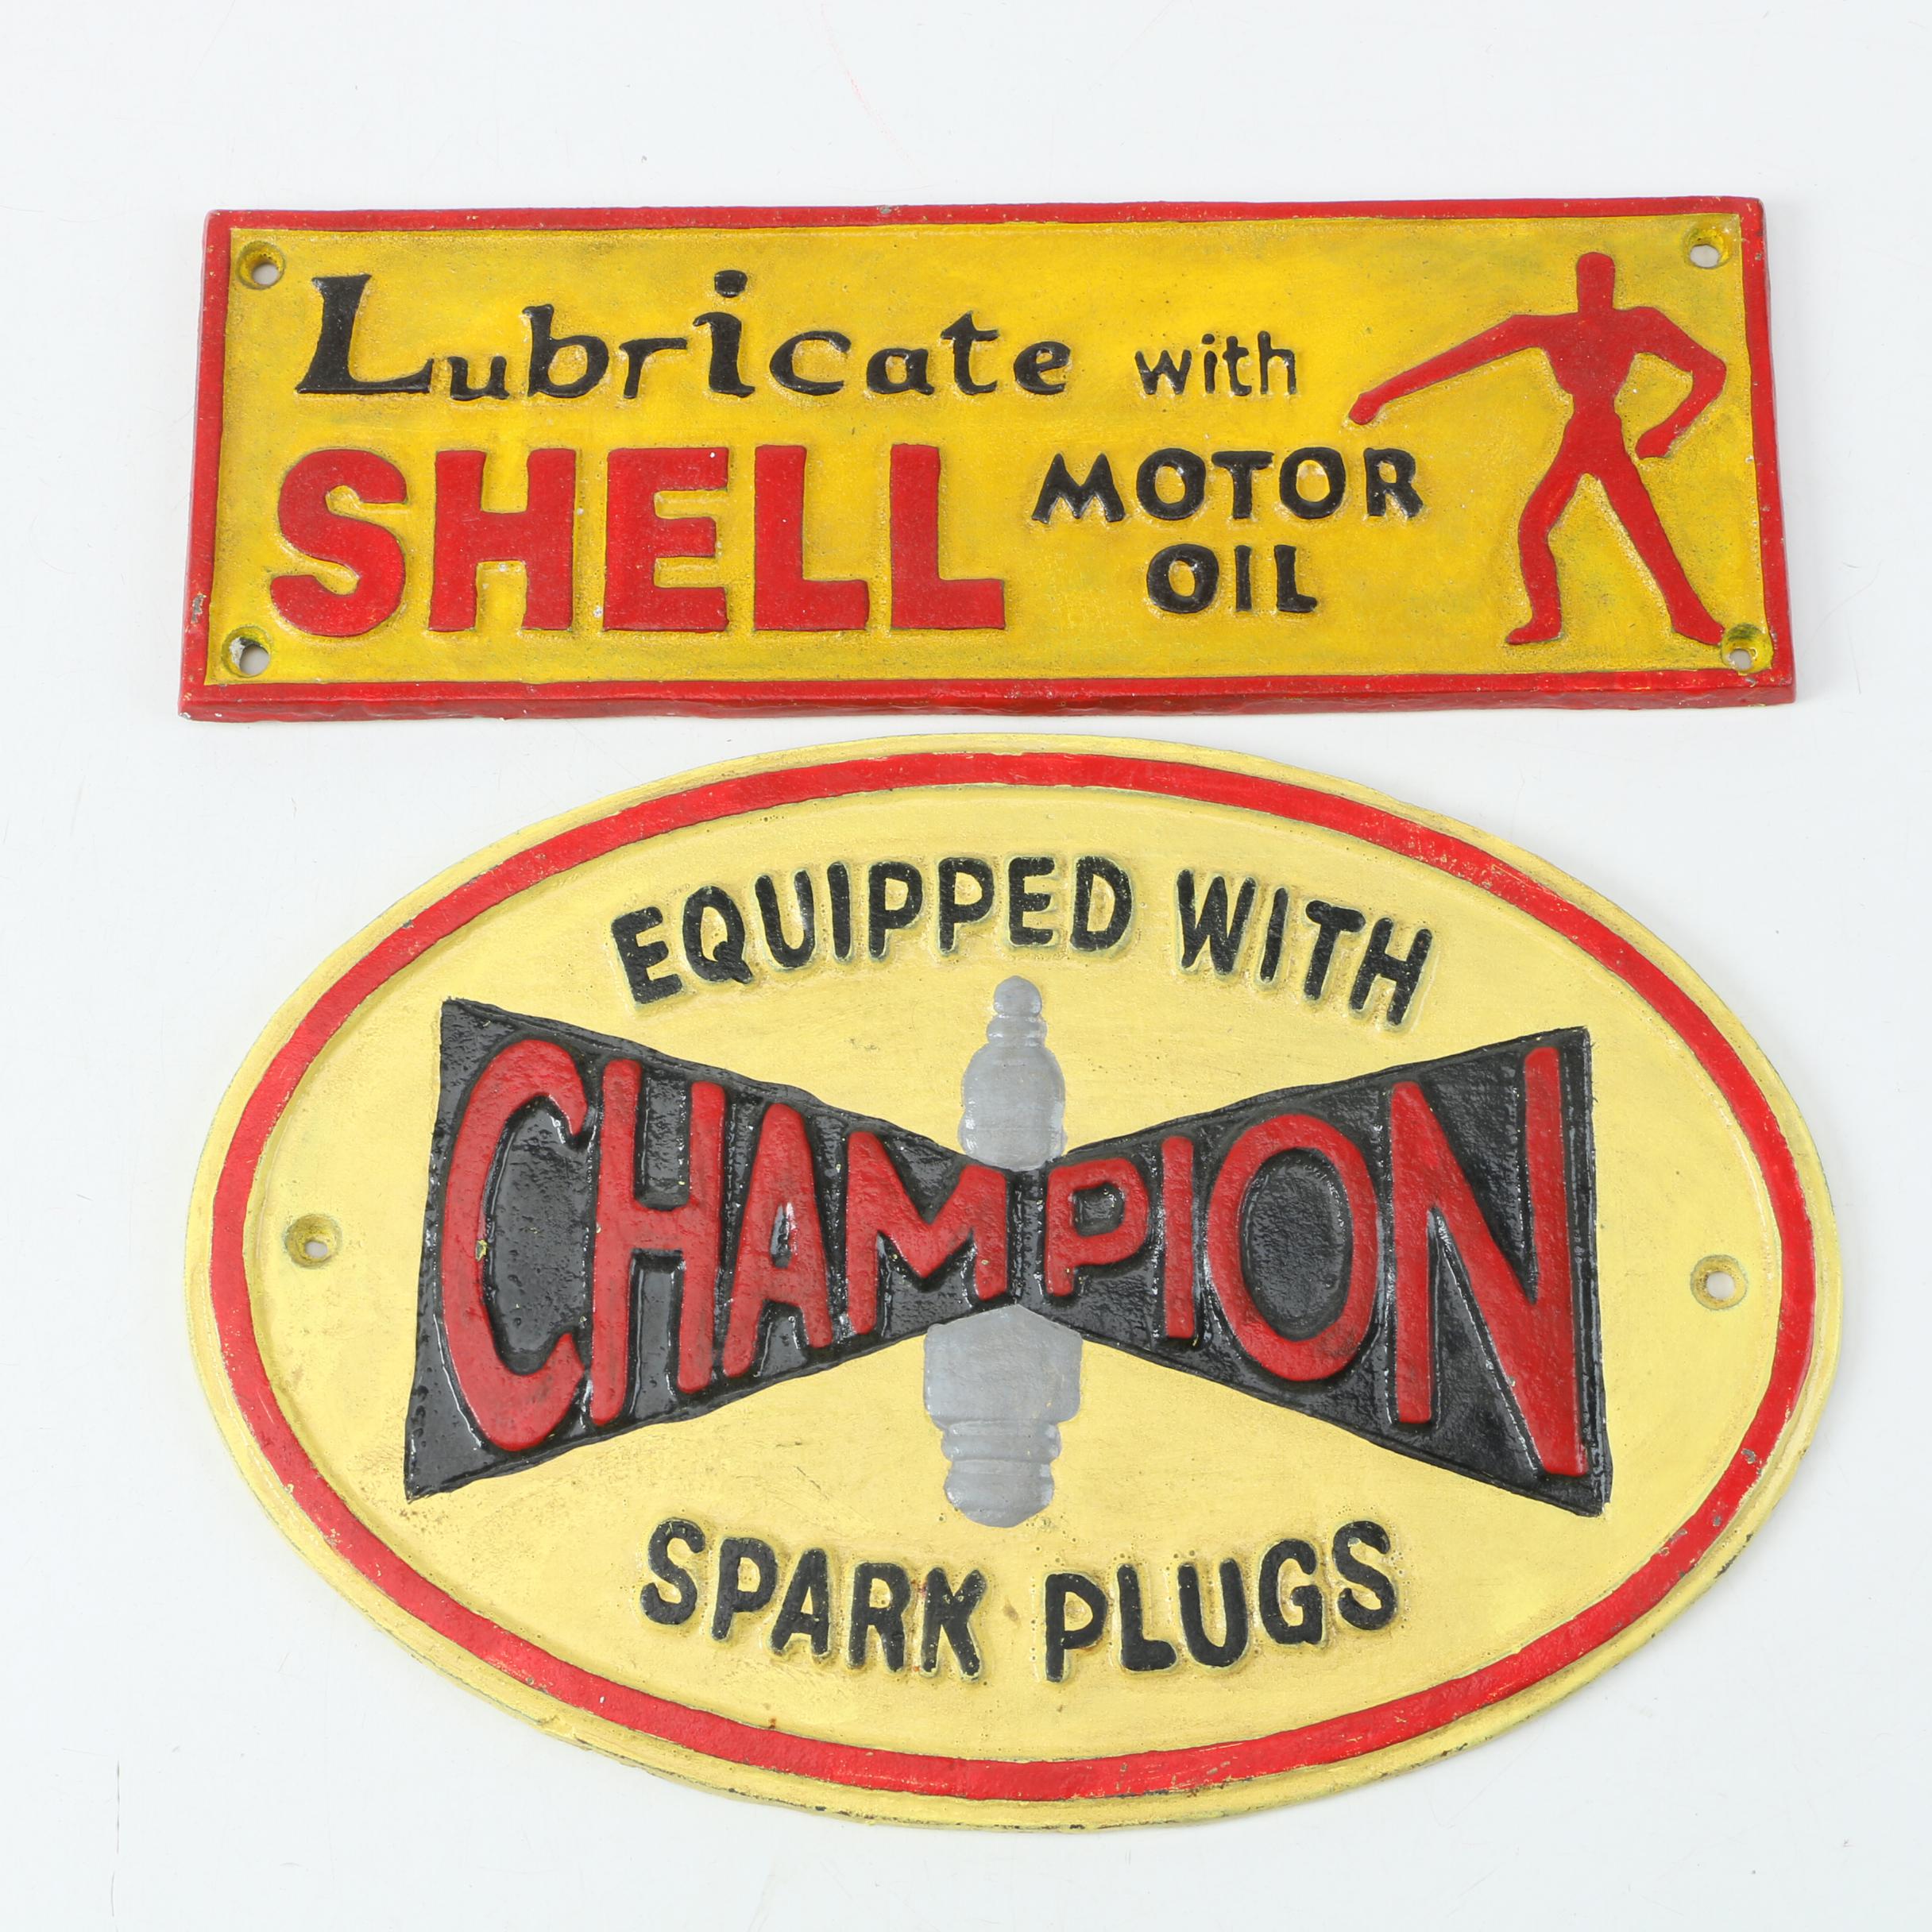 Lubricate with
SHELL MOTOR
OIL
EQUIPPED WITH
CHAMPION
SPARK PLUGS